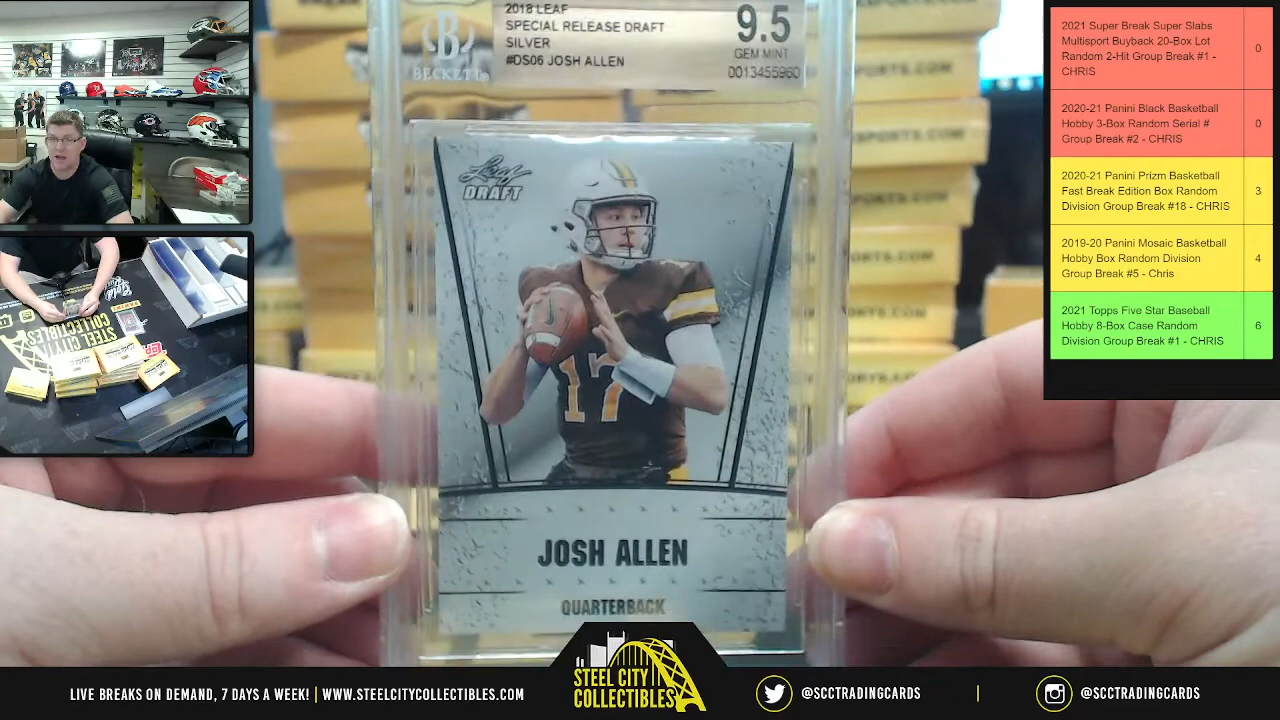 2018 LEAF
SPECIAL RELEASE DRAFT
SILVER
#DS06 JOSH ALLEN
9.5
GEM MINT
0013455960
B
BECKETT
Leaf
DRAFT
17
JOSH ALLEN
QUARTERBACK
2021 Super Break Super Slabs
Multisport Buyback 20-Box Lot
Random 2-Hit Group Break #1 -
CHRIS
0
2020-21 Panini Black Basketball
Hobby 3-Box Random Serial #
Group Break #2 - CHRIS
0
2020-21 Panini Prizm Basketball
Fast Break Edition Box Random
Division Group Break #18 - CHRIS
3
2019-20 Panini Mosaic Basketball
Hobby Box Random Division
Group Break #5 - Chris
4
2021 Topps Five Star Baseball
Hobby 8-Box Case Random
Division Group Break #1 - CHRIS
6
STEEL CITY
COLLECTIBLES
LIVE BREAKS ON DEMAND, 7 DAYS A WEEK! | WWW.STEELCITYCOLLECTIBLES.COM
STEEL CITY
COLLECTIBLES
@SCCTRADINGCARDS | @SCCTRADINGCARDS